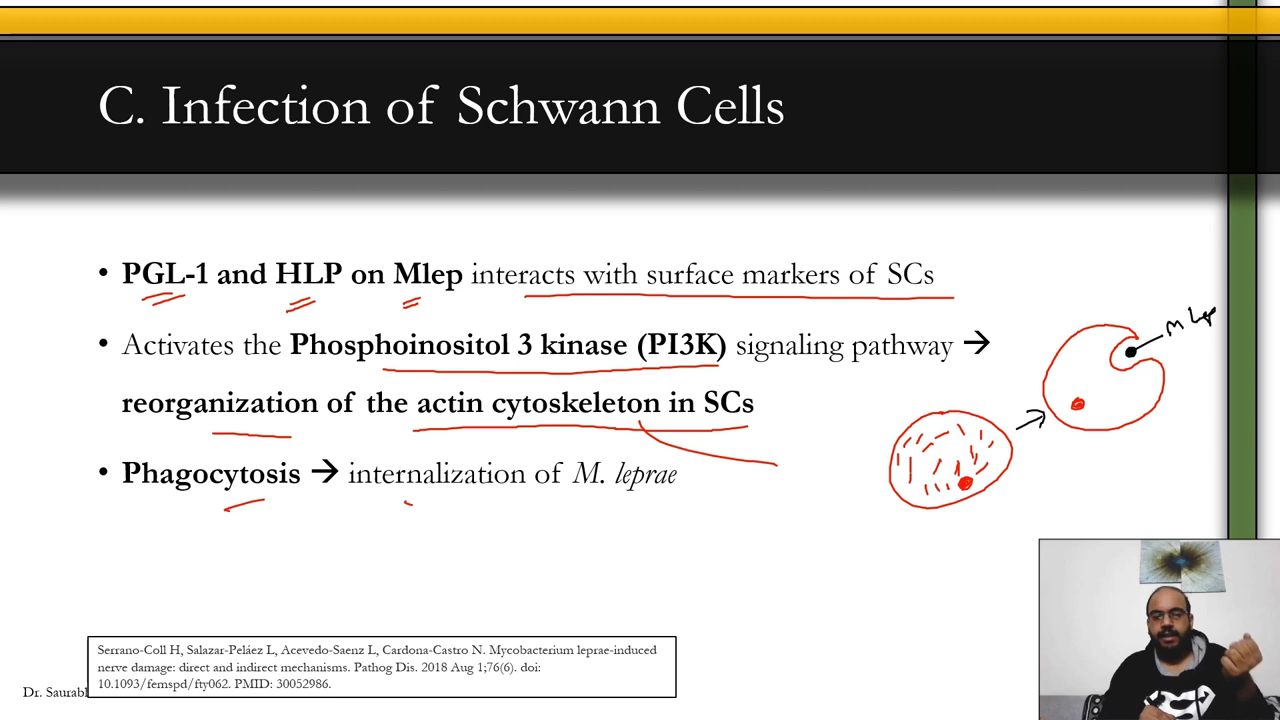 C. Infection of Schwann Cells
• PGL-1 and HLP on Mlep interacts with surface markers of SCs
• Activates the Phosphoinositol 3 kinase (PI3K) signaling pathway →
reorganization of the actin cytoskeleton in SCs
• Phagocytosis → internalization of M. leprae
M Lep
Serrano-Coll H, Salazar-Peláez L, Acevedo-Saenz L, Cardona-Castro N. Mycobacterium leprae-induced
nerve damage: direct and indirect mechanisms. Pathog Dis. 2018 Aug 1;76(6). doi:
10.1093/femspd/fty062. PMID: 30052986.
Dr.